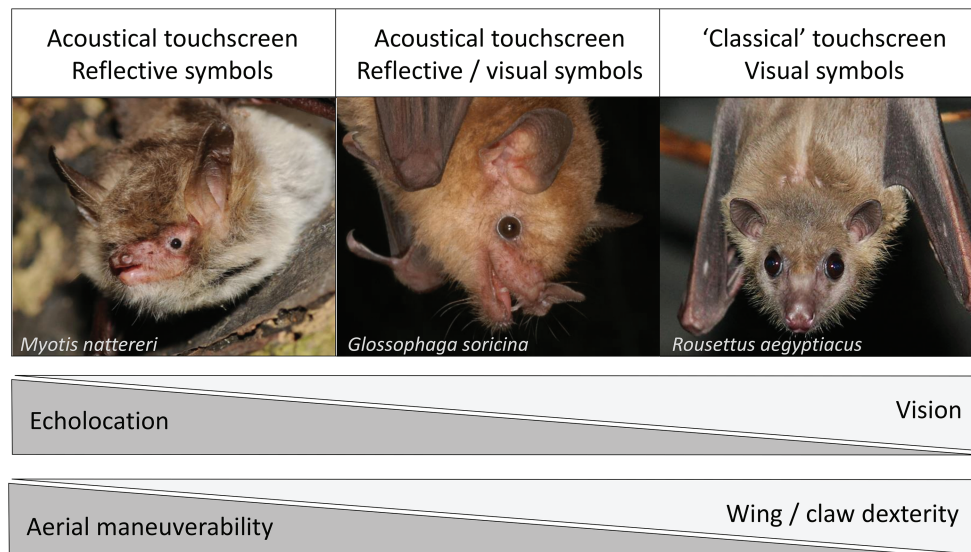 Acoustical touchscreen
Reflective symbols
Acoustical touchscreen
Reflective / visual symbols
‘Classical’ touchscreen
Visual symbols
Myotis nattereri
Glossophaga soricina
Rousettus aegyptiacus
Echolocation
Vision
Aerial maneuverability
Wing / claw dexterity